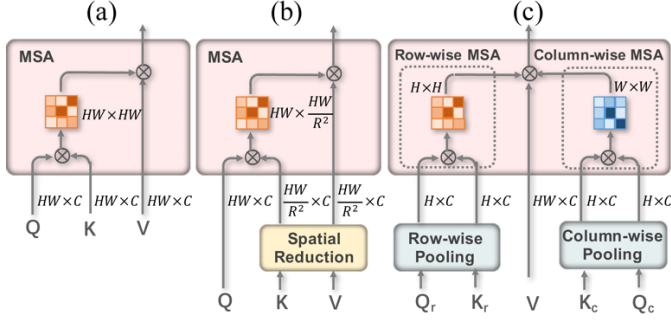 (a)
(b)
(c)
MSA
HW × HW
HW×C
HW×C
HW×C
Q
K
V
MSA
HW × HW/R²
HW×C
HW/R² × C
HW/R² × C
Spatial
Reduction
Q
K
V
Row-wise MSA
Column-wise MSA
H × H
W × W
H×C
H×C
HW×C
H×C
H×C
Row-wise
Pooling
Column-wise
Pooling
Qr
Kr
V
Kc
Qc